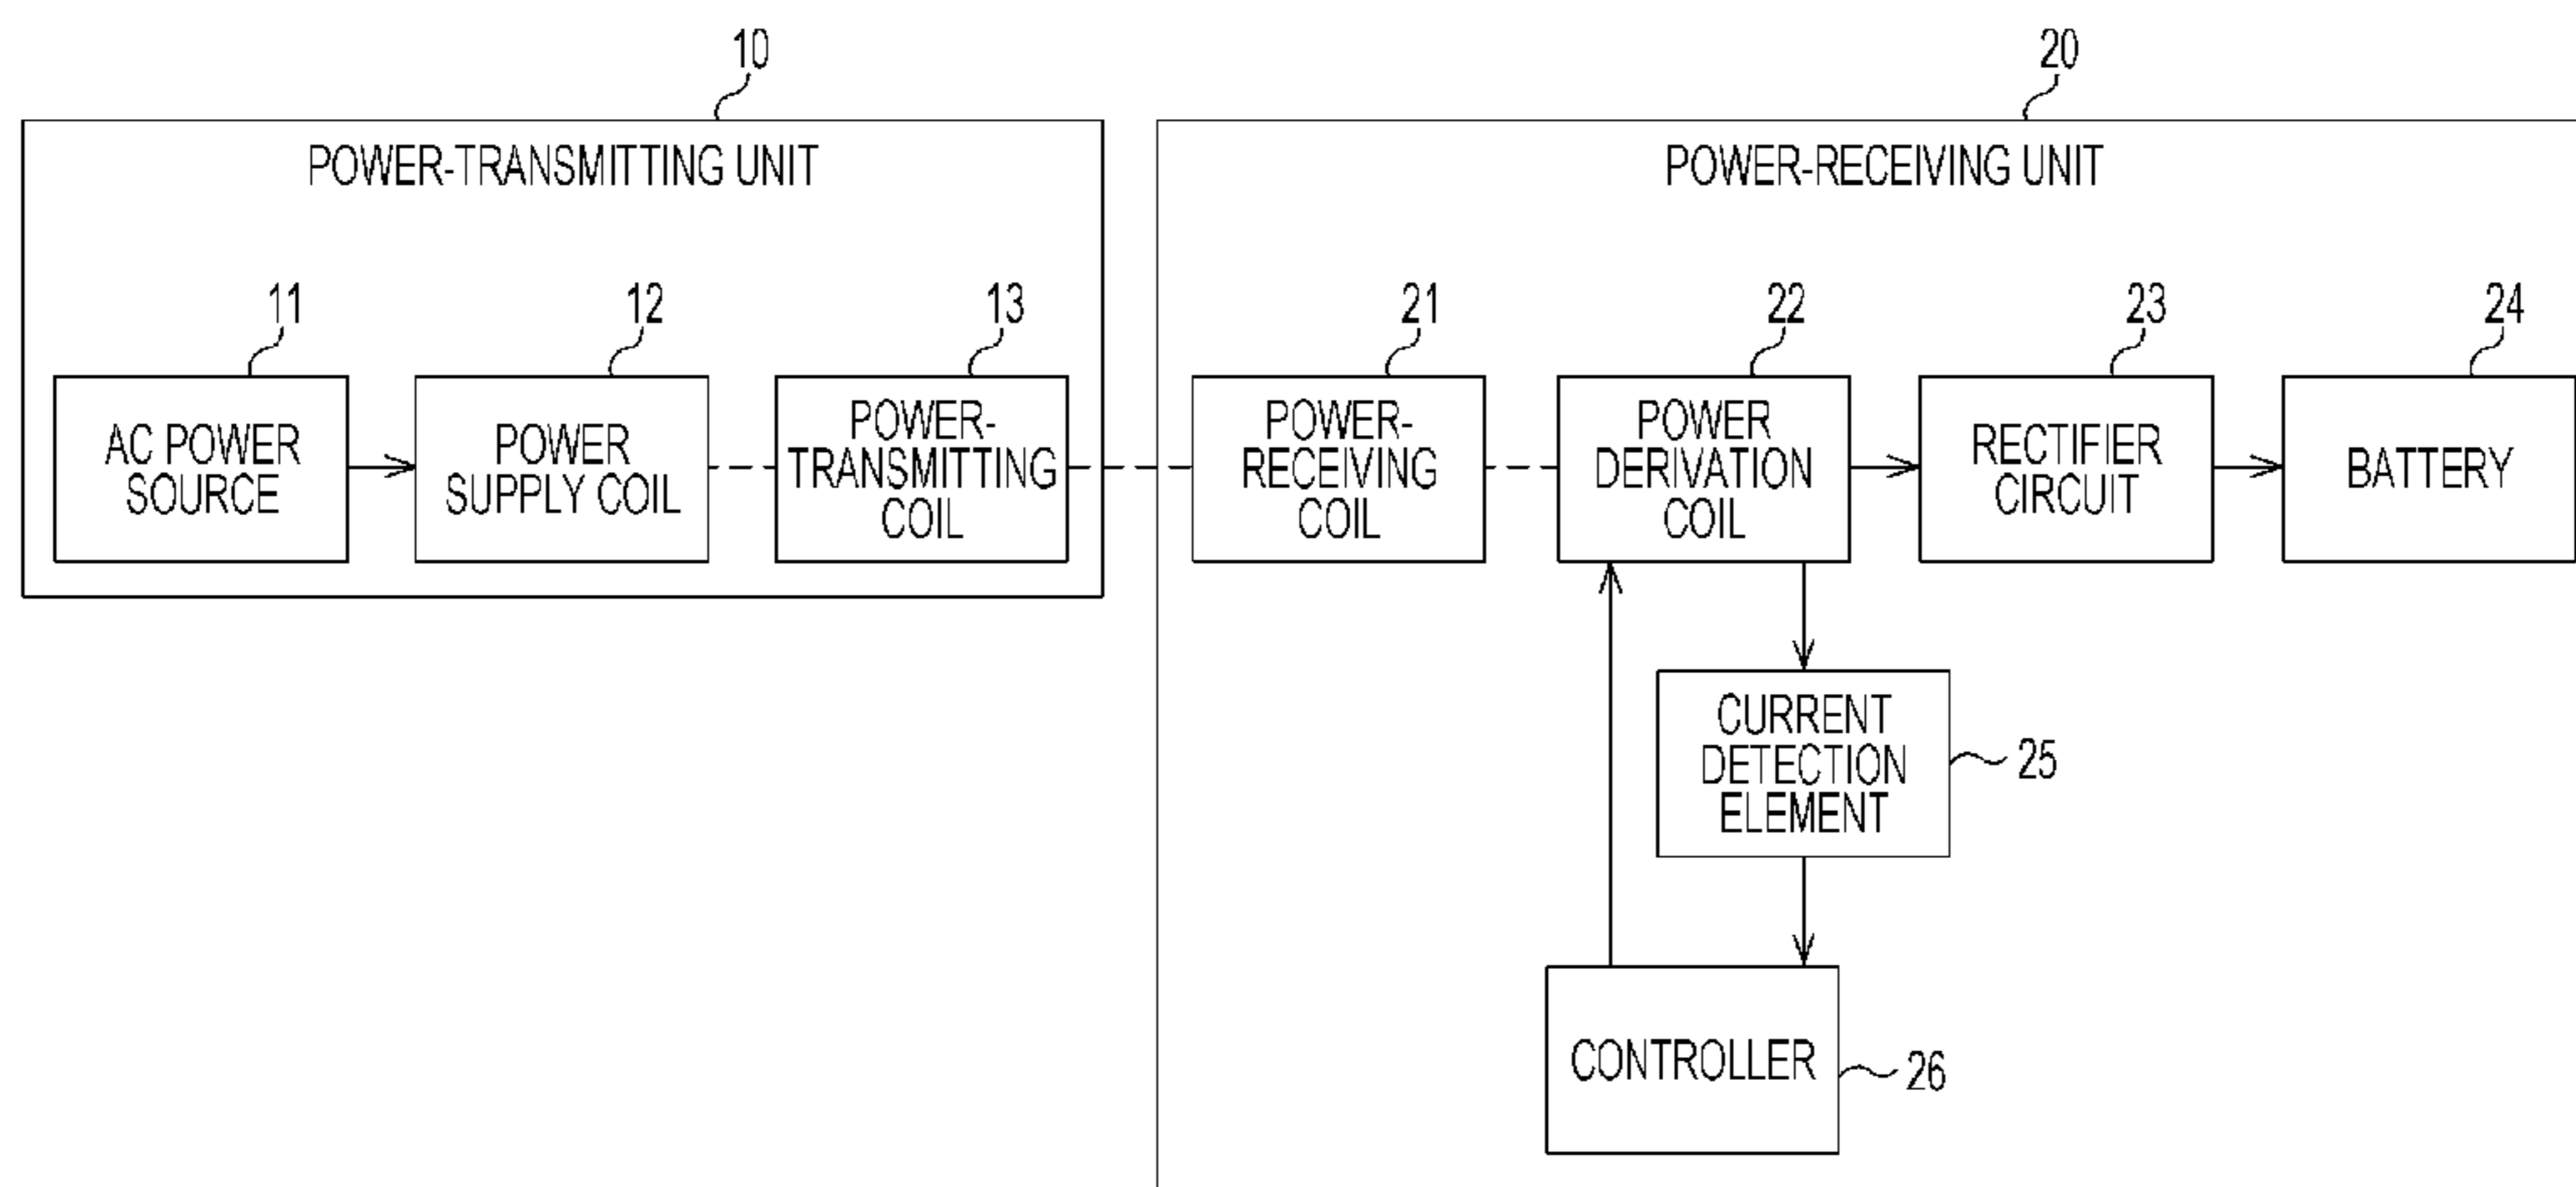 10
20
POWER-TRANSMITTING UNIT
POWER-RECEIVING UNIT
11
12
13
21
22
23
24
AC POWER
SOURCE
POWER
SUPPLY COIL
POWER-
TRANSMITTING
COIL
POWER-
RECEIVING
COIL
POWER
DERIVATION
COIL
RECTIFIER
CIRCUIT
BATTERY
CURRENT
DETECTION
ELEMENT
25
CONTROLLER
26